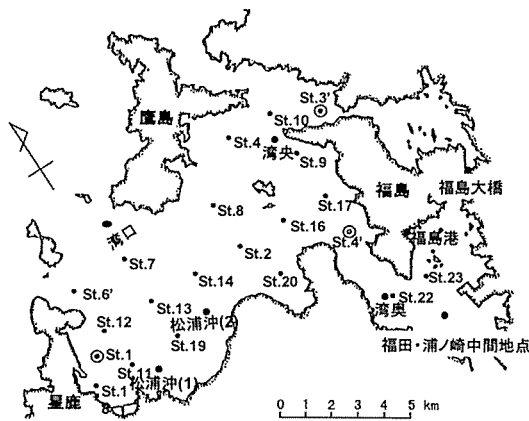 St.3'
St.10
鷹島
St.4
湾央
St.9
福島
福島大橋
St.17
St.8
St.16
湾口
St.4'
福島港
St.2
St.7
St.23
St.14
St.20
St.6'
St.22
湾奥
St.13
松浦沖(2)
St.12
St.19
福田・浦ノ崎中間地点
St.1
St.11
松浦沖(1)
星鹿
St.1
8
0 1 2 3 4 5 km